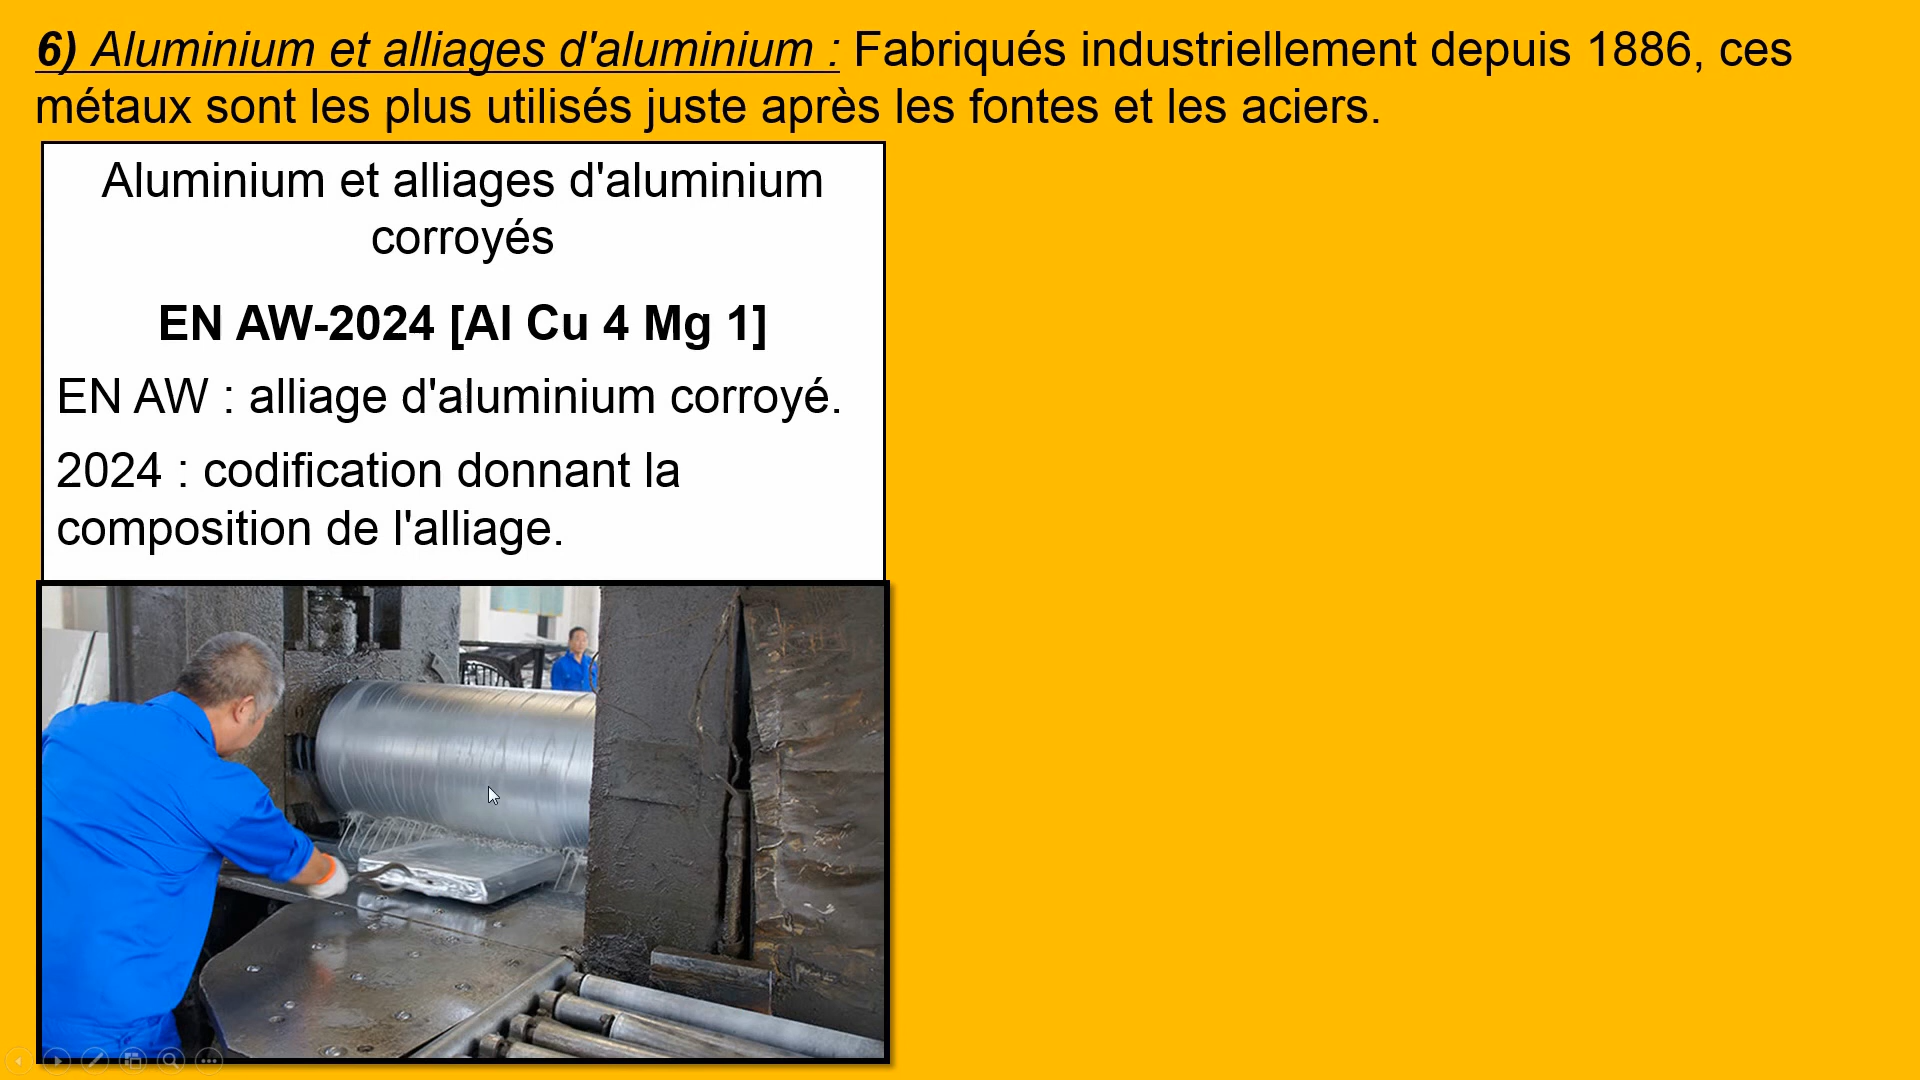 6) Aluminium et alliages d'aluminium : Fabriqués industriellement depuis 1886, ces
métaux sont les plus utilisés juste après les fontes et les aciers.
Aluminium et alliages d'aluminium
corroyés
EN AW-2024 [Al Cu 4 Mg 1]
EN AW : alliage d'aluminium corroyé.
2024 : codification donnant la
composition de l'alliage.